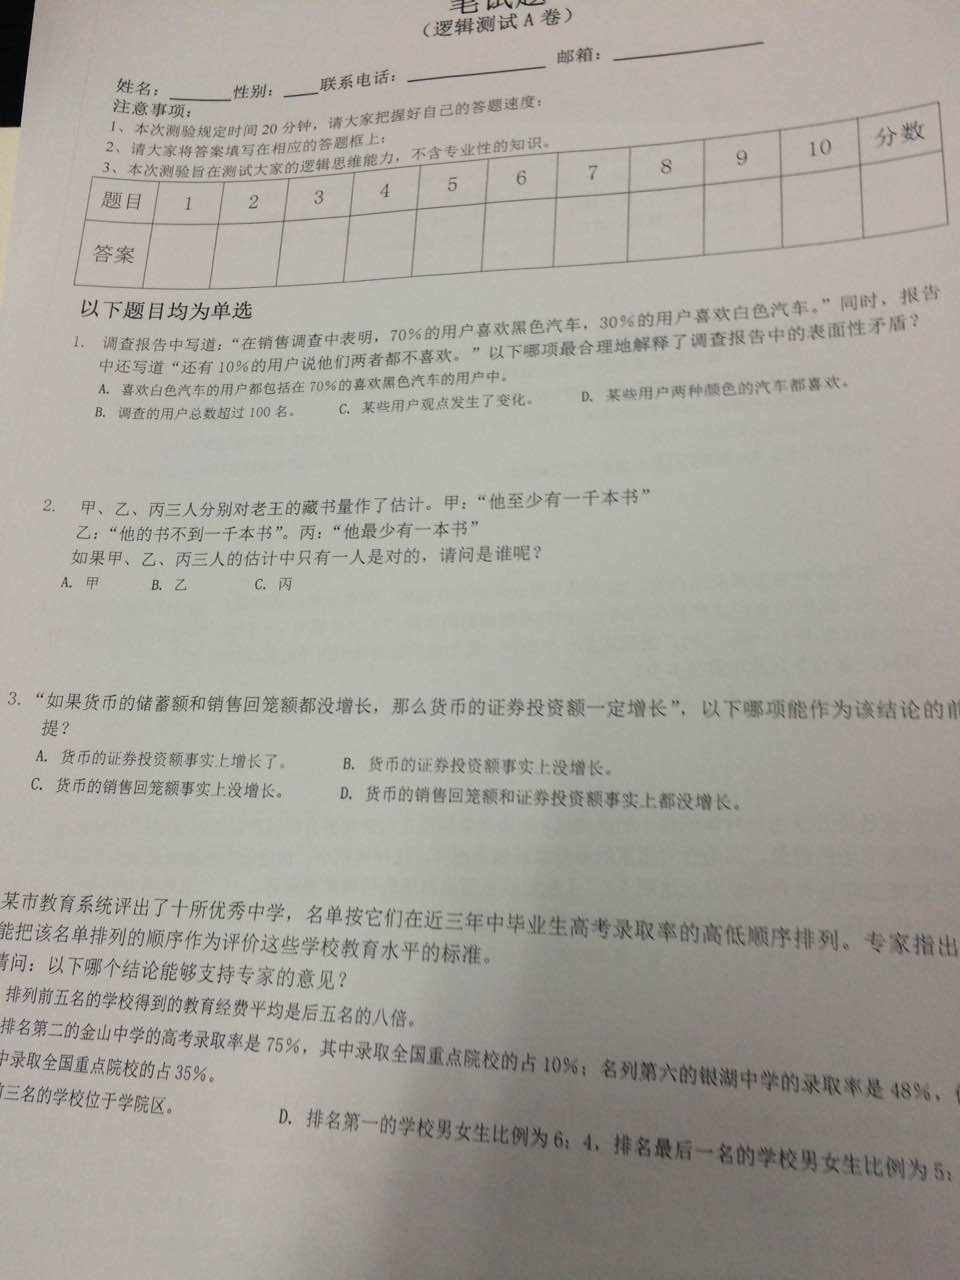 笔试题
（逻辑测试 A 卷）
姓名：______ 性别：____ 联系电话：__________ 邮箱：__________
注意事项：
1、本次测验规定时间 20 分钟，请大家把握好自己的答题速度；
2、请大家将答案填写在相应的答题框上；
3、本次测验旨在测试大家的逻辑思维能力，不含专业性的知识。
题目 1 2 3 4 5 6 7 8 9 10 分数
答案
以下题目均为单选
1. 调查报告中写道：“在销售调查中表明，70%的用户喜欢黑色汽车，30%的用户喜欢白色汽车。”同时，报告
中还写道“还有 10%的用户说他们两者都不喜欢。”以下哪项最合理地解释了调查报告中的表面性矛盾？
A. 喜欢白色汽车的用户都包括在 70%的喜欢黑色汽车的用户中。
B. 调查的用户总数超过 100 名。 C. 某些用户观点发生了变化。 D. 某些用户两种颜色的汽车都喜欢。
2. 甲、乙、丙三人分别对老王的藏书量作了估计。甲：“他至少有一千本书”
乙：“他的书不到一千本书”。丙：“他最少有一本书”
如果甲、乙、丙三人的估计中只有一人是对的，请问是谁呢？
A. 甲 B. 乙 C. 丙
3. “如果货币的储蓄额和销售回笼额都没增长，那么货币的证券投资额一定增长”，以下哪项能作为该结论的前
提？
A. 货币的证券投资额事实上增长了。 B. 货币的证券投资额事实上没增长。
C. 货币的销售回笼额事实上没增长。 D. 货币的销售回笼额和证券投资额事实上都没增长。
某市教育系统评出了十所优秀中学，名单按它们在近三年中毕业生高考录取率的高低顺序排列。专家指出
能把该名单排列的顺序作为评价这些学校教育水平的标准。
请问：以下哪个结论能够支持专家的意见？
排列前五名的学校得到的教育经费平均是后五名的八倍。
排名第二的金山中学的高考录取率是 75%，其中录取全国重点院校的占 10%；名列第六的银湖中学的录取率是 48%，
中录取全国重点院校的占 35%。
前三名的学校位于学院区。 D. 排名第一的学校男女生比例为 6：4，排名最后一名的学校男女生比例为 5：